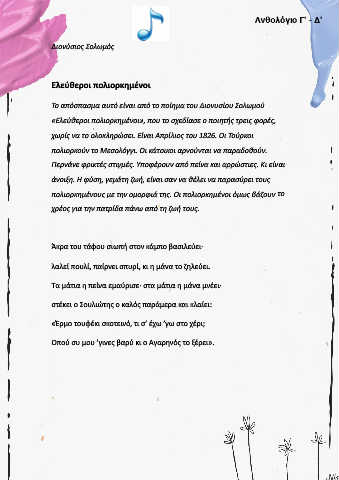 Ανθολόγιο Γ' - Δ'
Διονύσιος Σολωμός
Ελεύθεροι πολιορκημένοι
Το απόσπασμα αυτό είναι από το ποίημα του Διονυσίου Σολωμού
«Ελεύθεροι πολιορκημένοι», που το σχεδίασε ο ποιητής τρεις φορές,
χωρίς να το ολοκληρώσει. Είναι Απρίλιος του 1826. Οι Τούρκοι
πολιορκούν το Μεσολόγγι. Οι κάτοικοι αρνούνται να παραδοθούν.
Περνάνε φρικτές στιγμές. Υποφέρουν από πείνα και αρρώστιες. Κι είναι
άνοιξη. Η φύση, γεμάτη ζωή, είναι σαν να θέλει να παρασύρει τους
πολιορκημένους με την ομορφιά της. Οι πολιορκημένοι όμως βάζουν το
χρέος για την πατρίδα πάνω από τη ζωή τους.
Άκρα του τάφου σιωπή στον κάμπο βασιλεύει·
λαλεί πουλί, παίρνει σπυρί, κι η μάνα το ζηλεύει.
Τα μάτια η πείνα εμαύρισε· στα μάτια η μάνα μνέει·
στέκει ο Σουλιώτης ο καλός παράμερα και κλαίει:
«Έρμο τουφέκι σκοτεινό, τι σ' έχω 'γω στο χέρι;
Οπού συ μου 'γινες βαρύ κι ο Αγαρηνός το ξέρει».